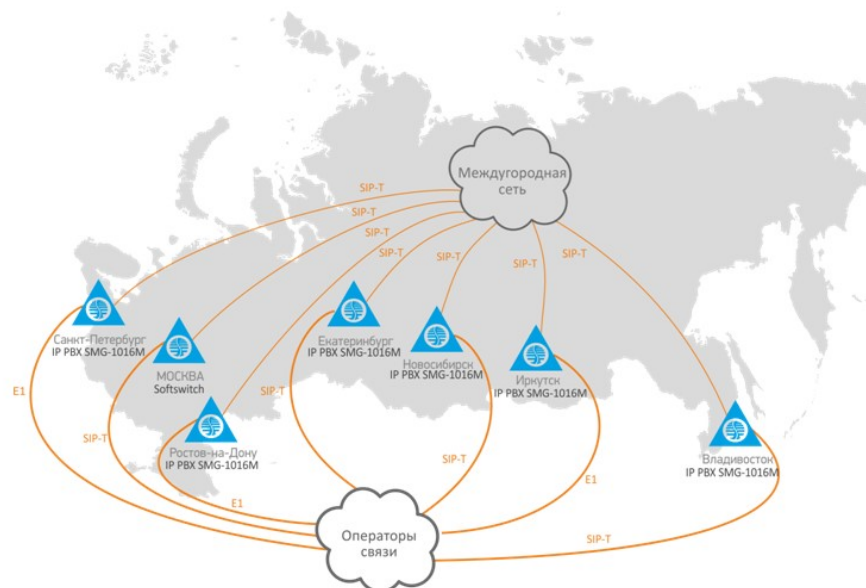 Междугородная
сеть
SIP-T
SIP-T
SIP-T
SIP-T
SIP-T
SIP-T
SIP-T
Санкт-Петербург
IP PBX SMG-1016M
МОСКВА
Softswitch
Ростов-на-Дону
IP PBX SMG-1016M
Екатеринбург
IP PBX SMG-1016M
Новосибирск
IP PBX SMG-1016M
Иркутск
IP PBX SMG-1016M
Владивосток
IP PBX SMG-1016M
E1
SIP-T
E1
SIP-T
SIP-T
E1
SIP-T
Операторы
связи